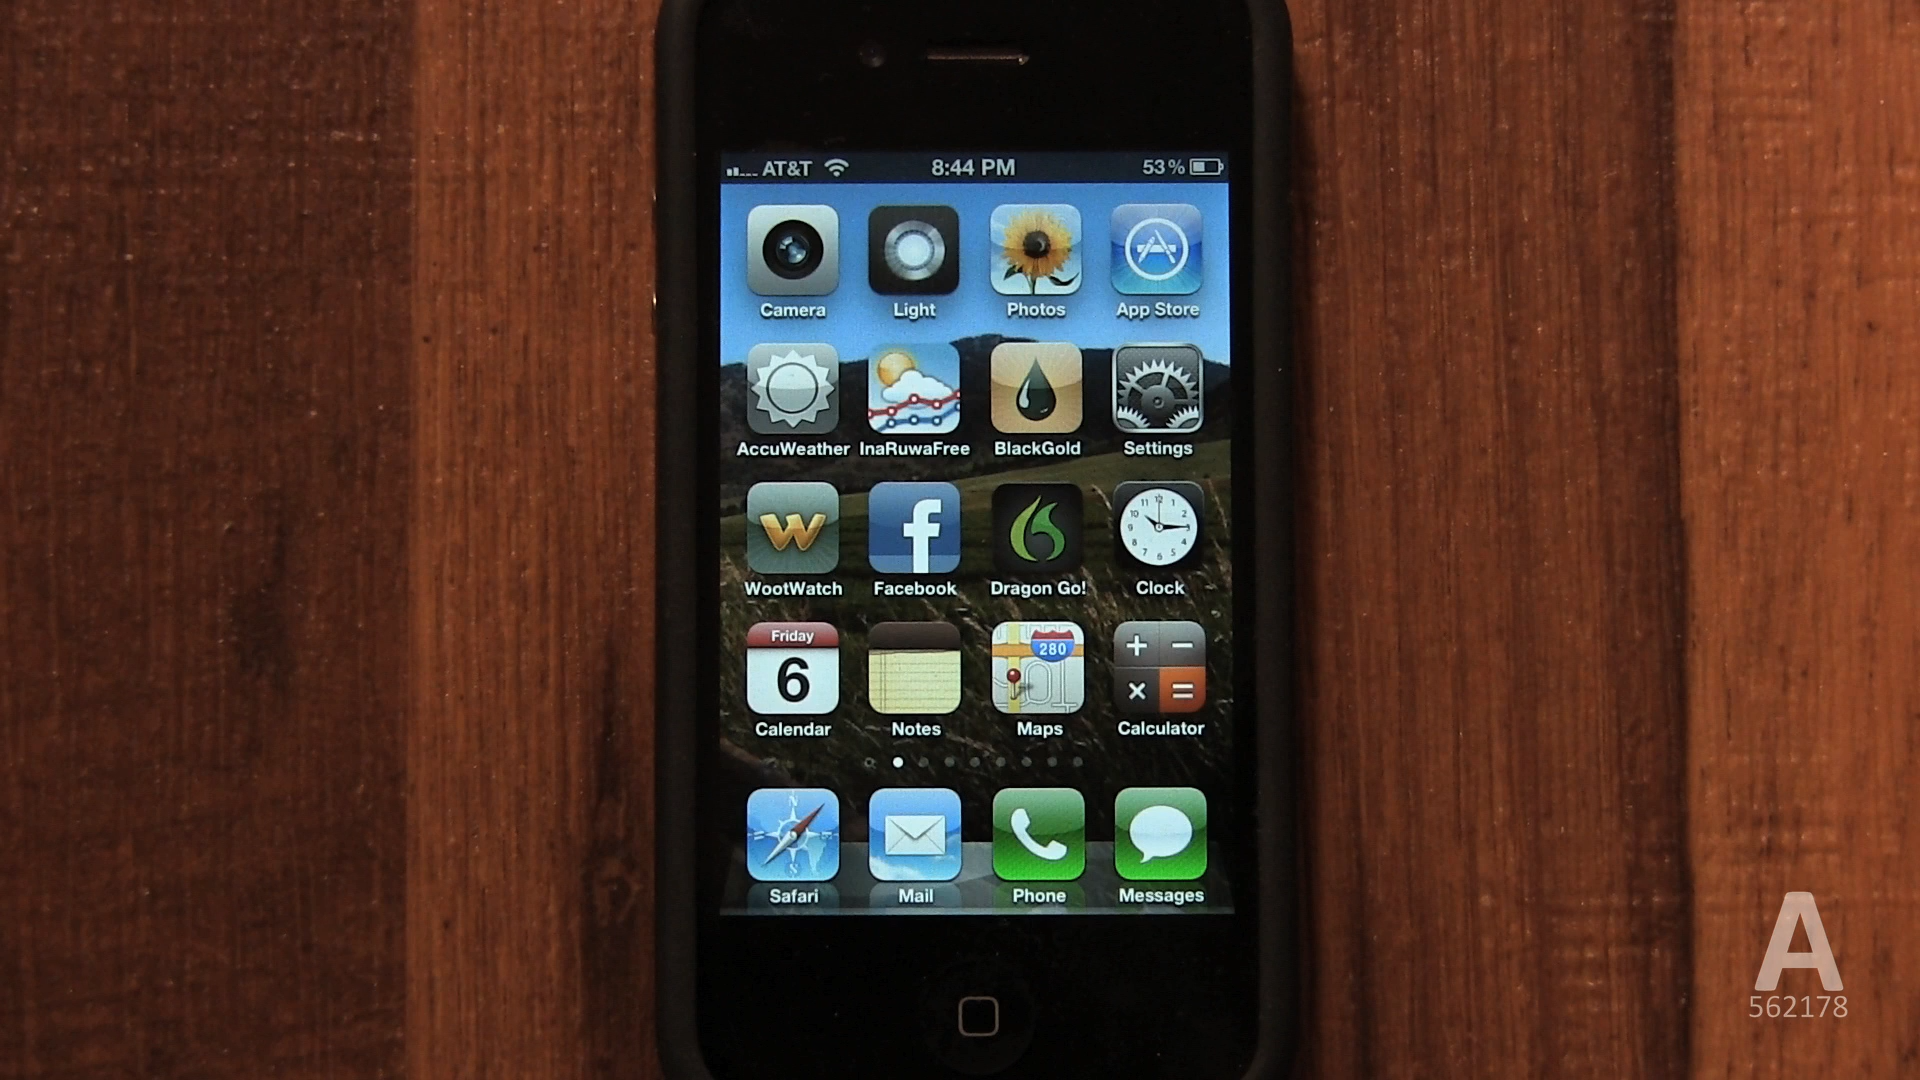 AT&T 8:44 PM 53%
Camera Light Photos App Store
AccuWeather InaRuwaFree BlackGold Settings
WootWatch Facebook Dragon Go! Clock
Friday
280
6
Calendar Notes Maps Calculator
Safari Mail Phone Messages
A
562178